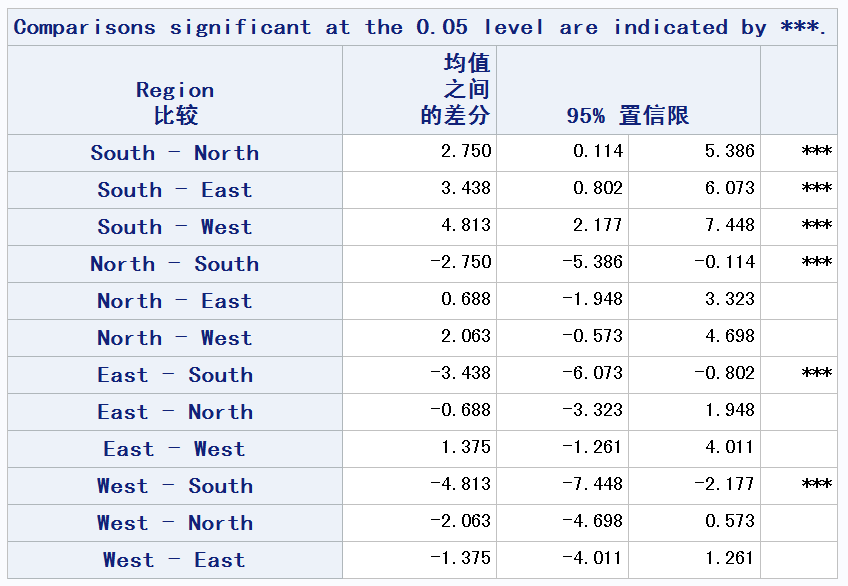 Comparisons significant at the 0.05 level are indicated by ***.
Region 比较 均值之间的差分 95% 置信限
South - North 2.750 0.114 5.386 ***
South - East 3.438 0.802 6.073 ***
South - West 4.813 2.177 7.448 ***
North - South -2.750 -5.386 -0.114 ***
North - East 0.688 -1.948 3.323
North - West 2.063 -0.573 4.698
East - South -3.438 -6.073 -0.802 ***
East - North -0.688 -3.323 1.948
East - West 1.375 -1.261 4.011
West - South -4.813 -7.448 -2.177 ***
West - North -2.063 -4.698 0.573
West - East -1.375 -4.011 1.261